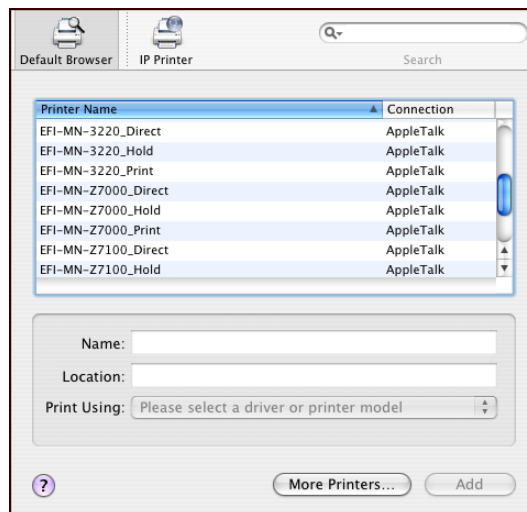 Default Browser IP Printer Search
Printer Name Connection
EFI-MN-3220_Direct AppleTalk
EFI-MN-3220_Hold AppleTalk
EFI-MN-3220_Print AppleTalk
EFI-MN-Z7000_Direct AppleTalk
EFI-MN-Z7000_Hold AppleTalk
EFI-MN-Z7000_Print AppleTalk
EFI-MN-Z7100_Direct AppleTalk
EFI-MN-Z7100_Hold AppleTalk
Name:
Location:
Print Using: Please select a driver or printer model
? More Printers... Add